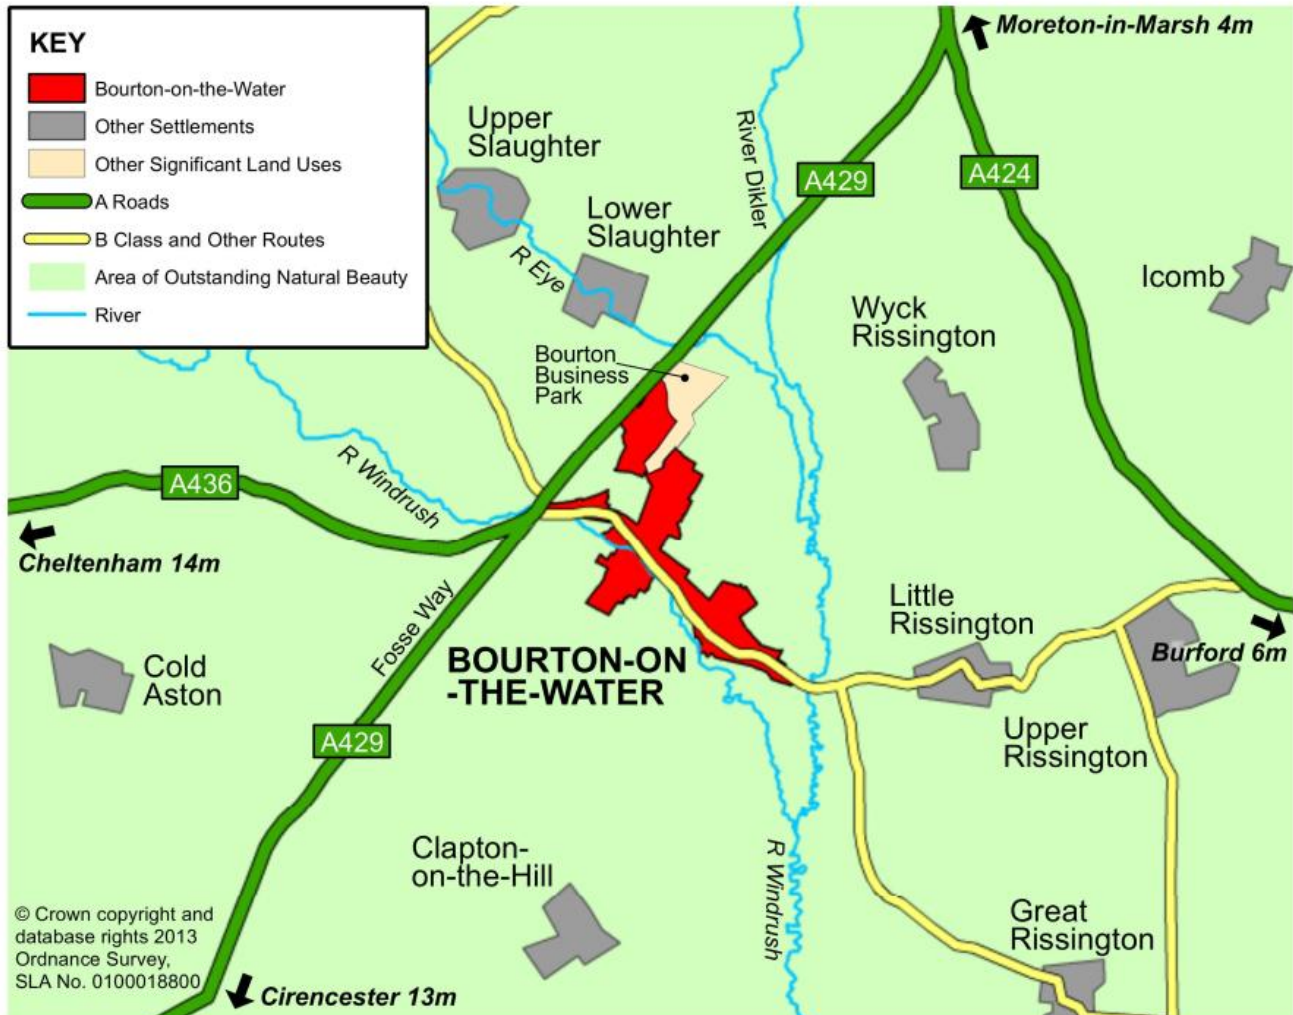 KEY
Bourton-on-the-Water
Other Settlements
Other Significant Land Uses
A Roads
B Class and Other Routes
Area of Outstanding Natural Beauty
River
Moreton-in-Marsh 4m
Upper
Slaughter
River Dikler
A429
A424
Lower
Slaughter
R Eye
Icomb
Wyck
Rissington
Bourton
Business
Park
R Windrush
A436
Cheltenham 14m
Fosse Way
Little
Rissington
Burford 6m
BOURTON-ON
-THE-WATER
Cold
Aston
Upper
Rissington
A429
Clapton-
on-the-Hill
R Windrush
Great
Rissington
© Crown copyright and
database rights 2013
Ordnance Survey,
SLA No. 0100018800
Cirencester 13m